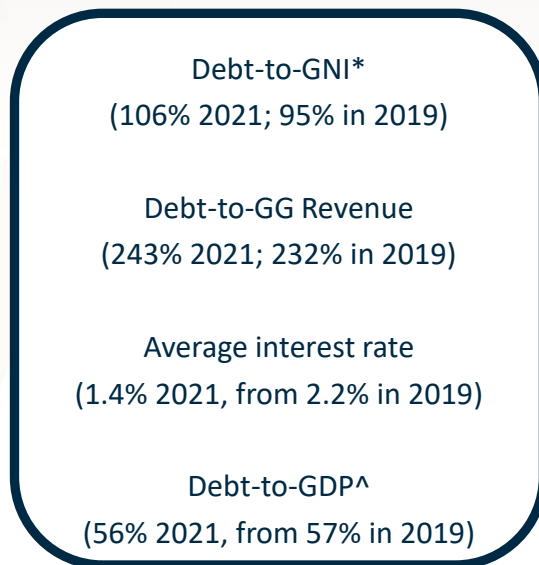 Debt-to-GNI*
(106% 2021; 95% in 2019)
Debt-to-GG Revenue
(243% 2021; 232% in 2019)
Average interest rate
(1.4% 2021, from 2.2% in 2019)
Debt-to-GDP^
(56% 2021, from 57% in 2019)